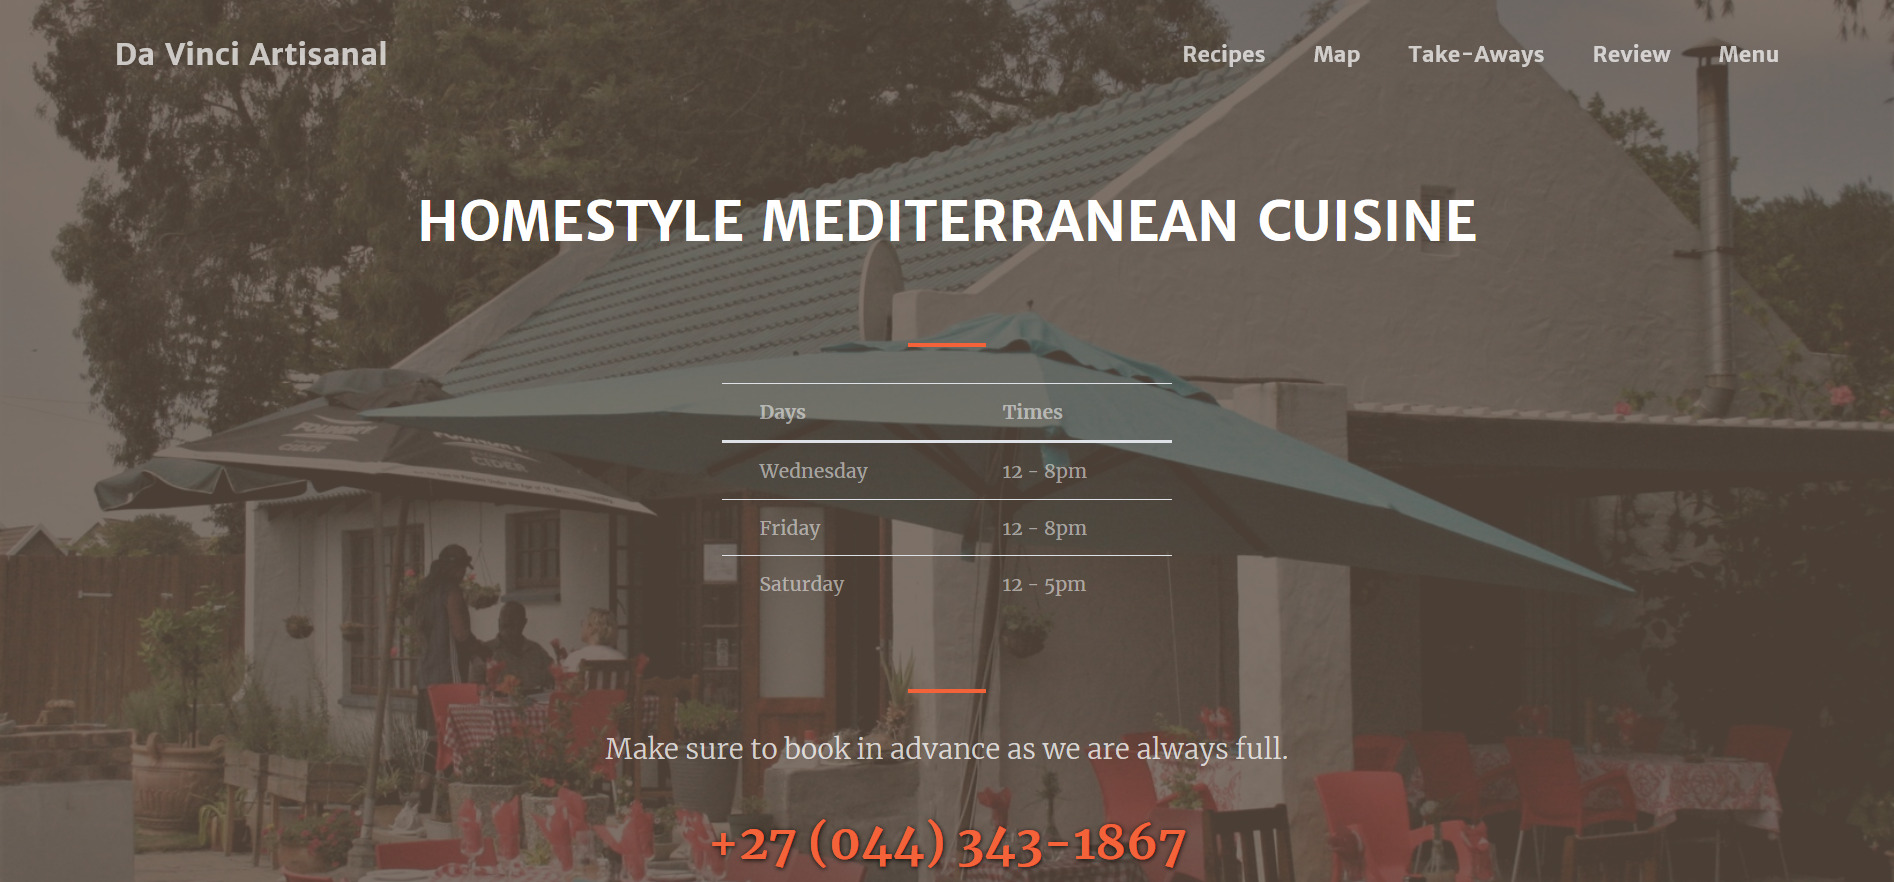 Da Vinci Artisanal
Recipes Map Take-Aways Review Menu
HOMESTYLE MEDITERRANEAN CUISINE
Days Times
Wednesday 12 - 8pm
Friday 12 - 8pm
Saturday 12 - 5pm
CIDER
CIDER
Make sure to book in advance as we are always full.
+27 (044) 343-1867